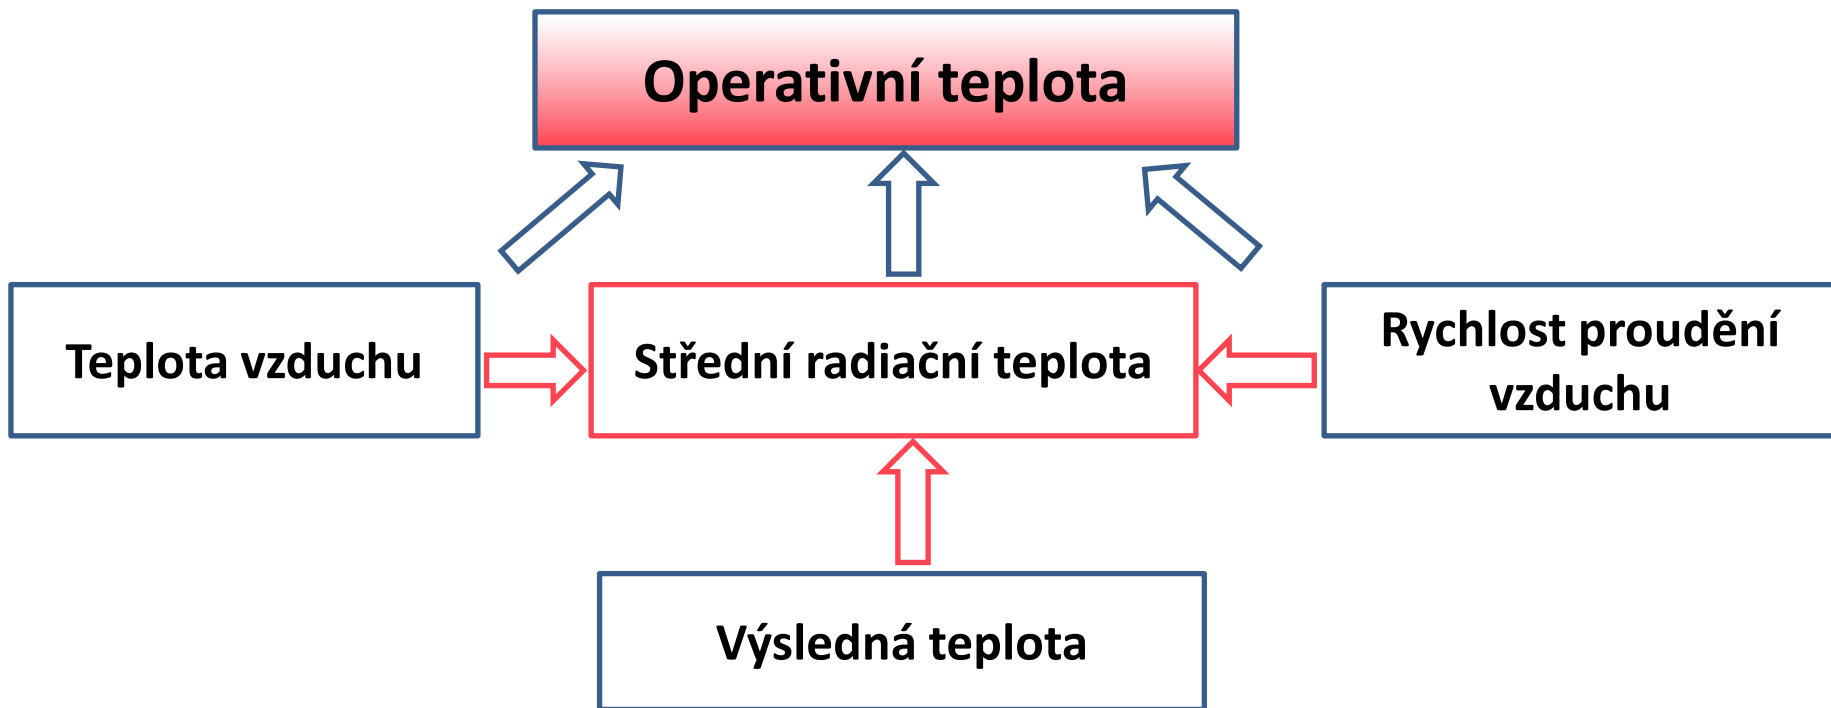 Operativní teplota
Teplota vzduchu
Střední radiační teplota
Rychlost proudění
vzduchu
Výsledná teplota